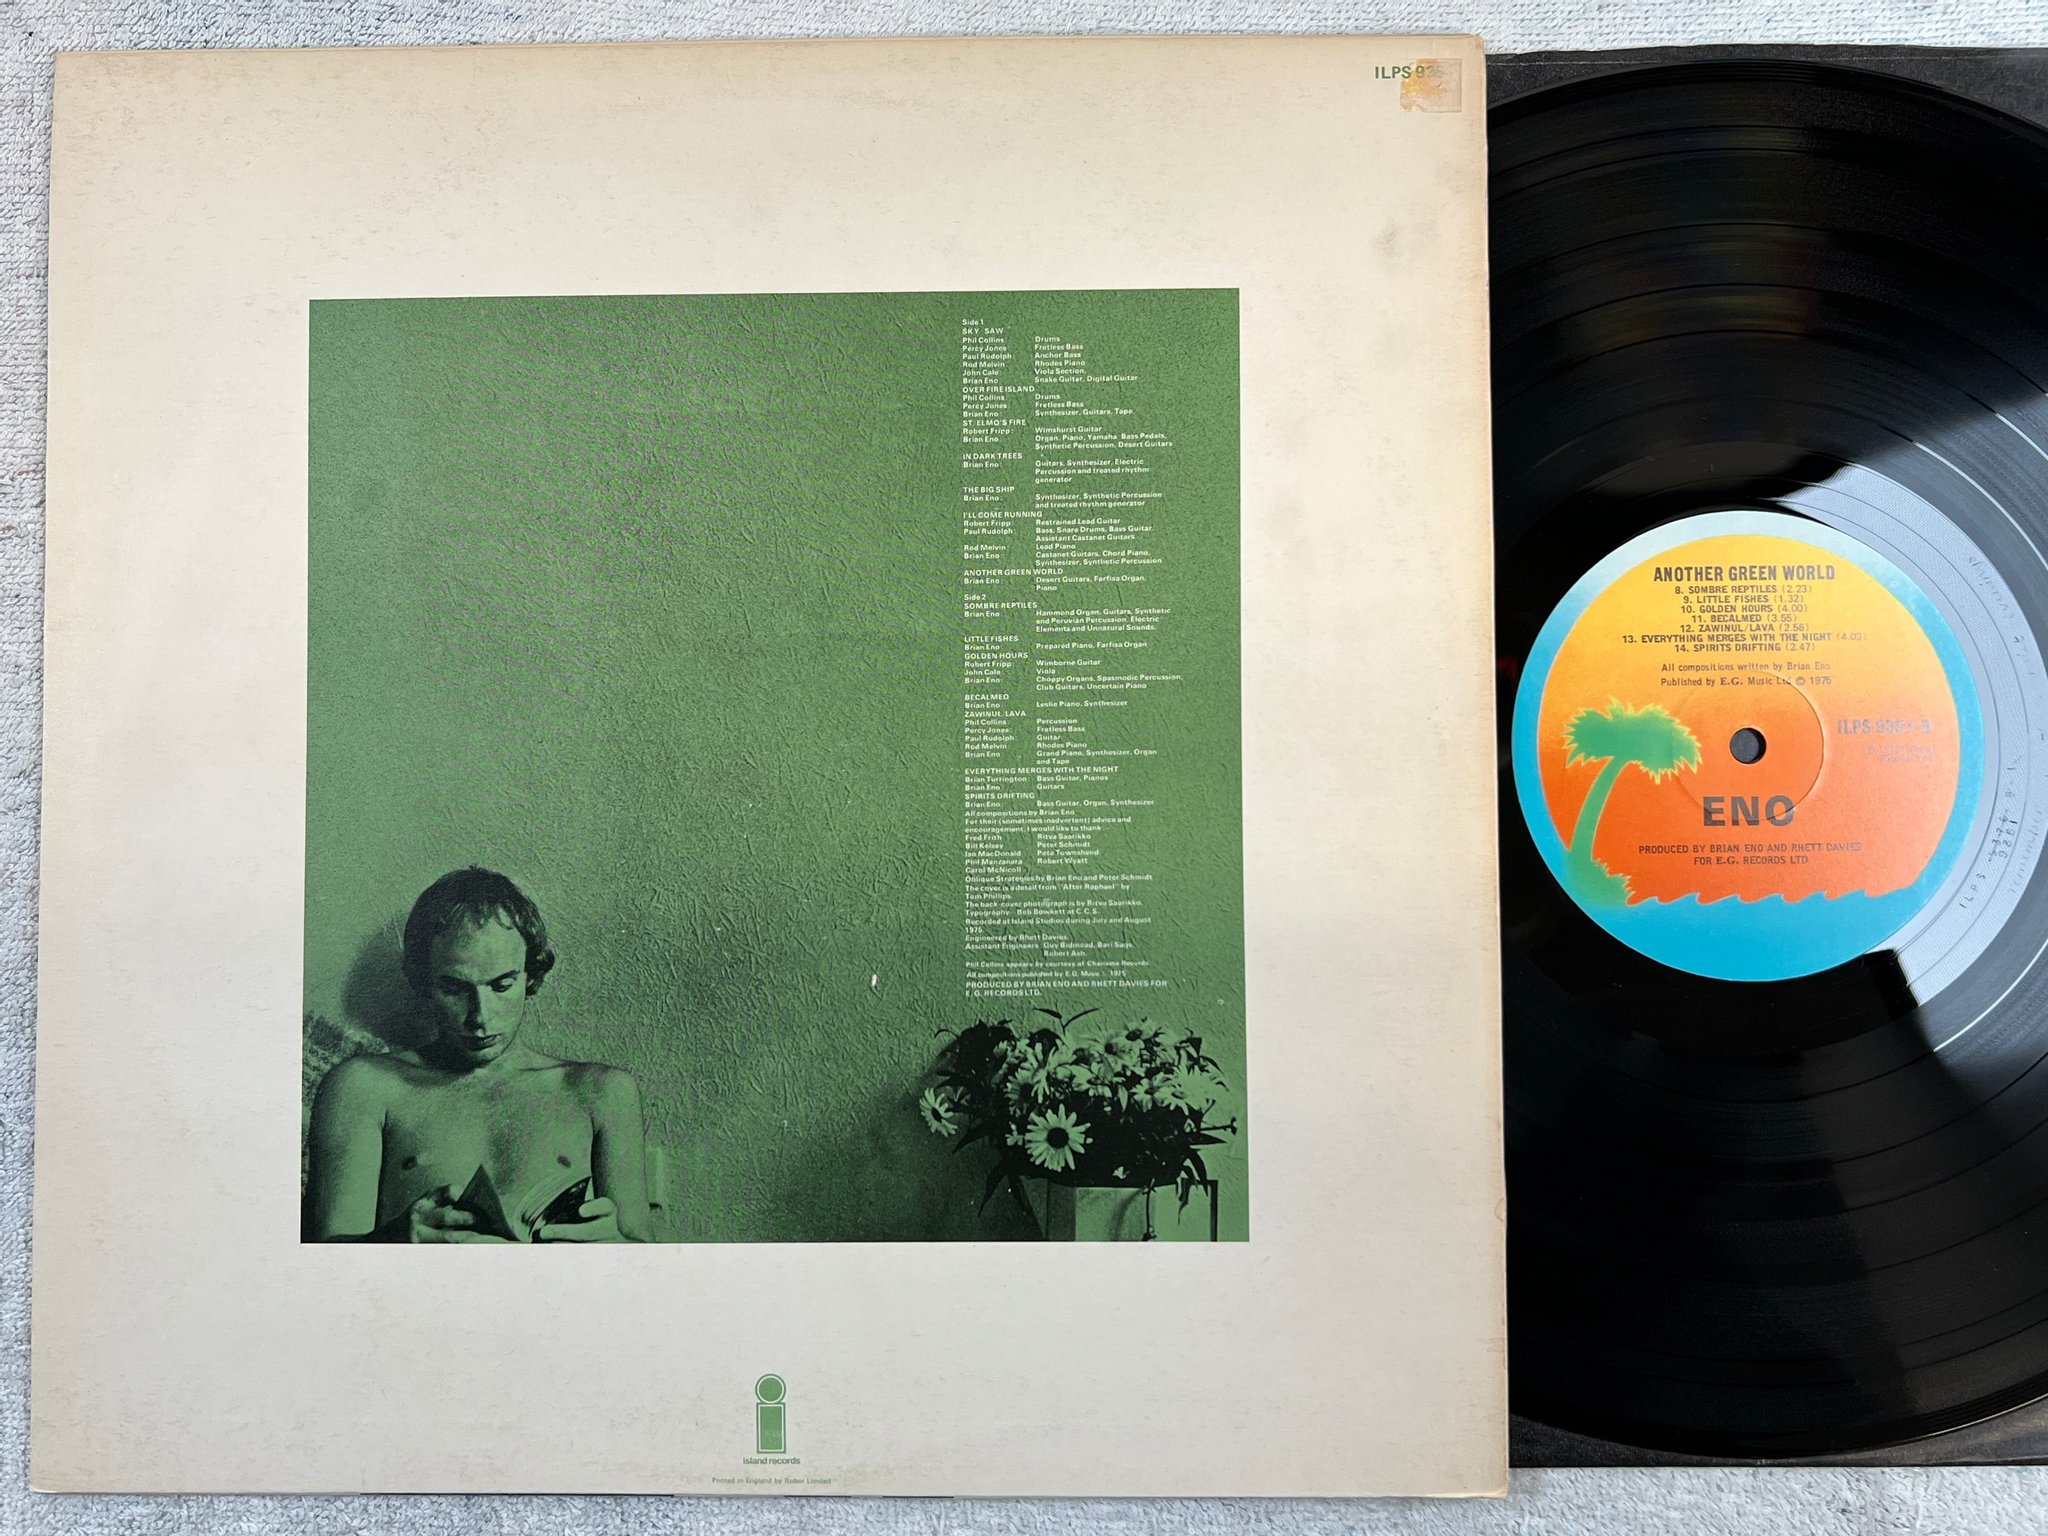 ILPS 935
Side 1
SKY SAW
Phil Collins: Drums
Percy Jones: Fretless Bass
Paul Rudolph: Anchor Bass
Rod Melvin: Rhodes Piano
John Cale: Viola Section,
Brian Eno: Snake Guitar, Digital Guitar
OVER FIRE ISLAND
Phil Collins: Drums
Percy Jones: Fretless Bass
Brian Eno: Synthesizer, Guitars, Tape
ST. ELMO'S FIRE
Robert Fripp: Wimshurst Guitar
Brian Eno: Organ, Piano, Yamaha Bass Pedals,
Synthetic Percussion, Desert Guitars
IN DARK TREES
Brian Eno: Guitars, Synthesizer, Electric
Percussion and treated rhythm
generator
THE BIG SHIP
Brian Eno: Synthesizer, Synthetic Percussion
and treated rhythm generator
I'LL COME RUNNING
Robert Fripp: Restrained Lead Guitar
Paul Rudolph: Bass, Snare Drums, Bass Guitar,
Assistant Castanet Guitars
Rod Melvin: Lead Piano
Brian Eno: Castanet Guitars, Chord Piano,
Synthesizer, Synthetic Percussion
ANOTHER GREEN WORLD
Brian Eno: Desert Guitars, Farfisa Organ,
Piano
Side 2
SOMBRE REPTILES
Brian Eno: Hammond Organ, Guitars, Synthetic
and Peruvian Percussion, Electric
Elements and Unnatural Sounds.
LITTLE FISHES
Brian Eno: Prepared Piano, Farfisa Organ
GOLDEN HOURS
Robert Fripp: Wimborne Guitar
John Cale: Viola
Brian Eno: Choppy Organs, Spasmodic Percussion,
Club Guitars, Uncertain Piano
BECALMED
Brian Eno: Leslie Piano, Synthesizer
ZAWINUL/LAVA
Phil Collins: Percussion
Percy Jones: Fretless Bass
Paul Rudolph: Guitar
Rod Melvin: Rhodes Piano
Brian Eno: Grand Piano, Synthesizer, Organ
and Tape
EVERYTHING MERGES WITH THE NIGHT
Brian Turrington: Bass Guitar, Pianos
Brian Eno: Guitars
SPIRITS DRIFTING
Brian Eno: Bass Guitar, Organ, Synthesizer
All compositions by Brian Eno
For their (sometimes inadvertent) advice and
encouragement, I would like to thank
Fred Frith Ritva Saarikko
Bill Kelsey Peter Schmidt
Ian MacDonald Pete Townshend
Phil Manzanera Robert Wyatt
Carol McNicoll
Oblique Strategies by Brian Eno and Peter Schmidt
The cover is a detail from "After Raphael" by
Tom Phillips.
The back cover photograph is by Ritva Saarikko.
Typography - Bob Bowkett at C.C.S.
Recorded at Island Studios during July and August
1975.
Engineered by Rhett Davies.
Assistant Engineers Guy Bidmead, Bari Sage,
Robert Ash.
Phil Collins appears by courtesy of Charisma Records
All compositions published by E.G. Music 1975
PRODUCED BY BRIAN ENO AND RHETT DAVIES FOR
E.G. RECORDS LTD.
island records
Printed in England by Robor Limited
ANOTHER GREEN WORLD
8. SOMBRE REPTILES (2.23)
9. LITTLE FISHES (1.32)
10. GOLDEN HOURS (4.00)
11. BECALMED (3.55)
12. ZAWINUL/LAVA (2.56)
13. EVERYTHING MERGES WITH THE NIGHT (4.03)
14. SPIRITS DRIFTING (2.47)
All compositions written by Brian Eno
Published by E.G. Music Ltd © 1975
ILPS 9351-B
ENO
PRODUCED BY BRIAN ENO AND RHETT DAVIES
FOR E.G. RECORDS LTD